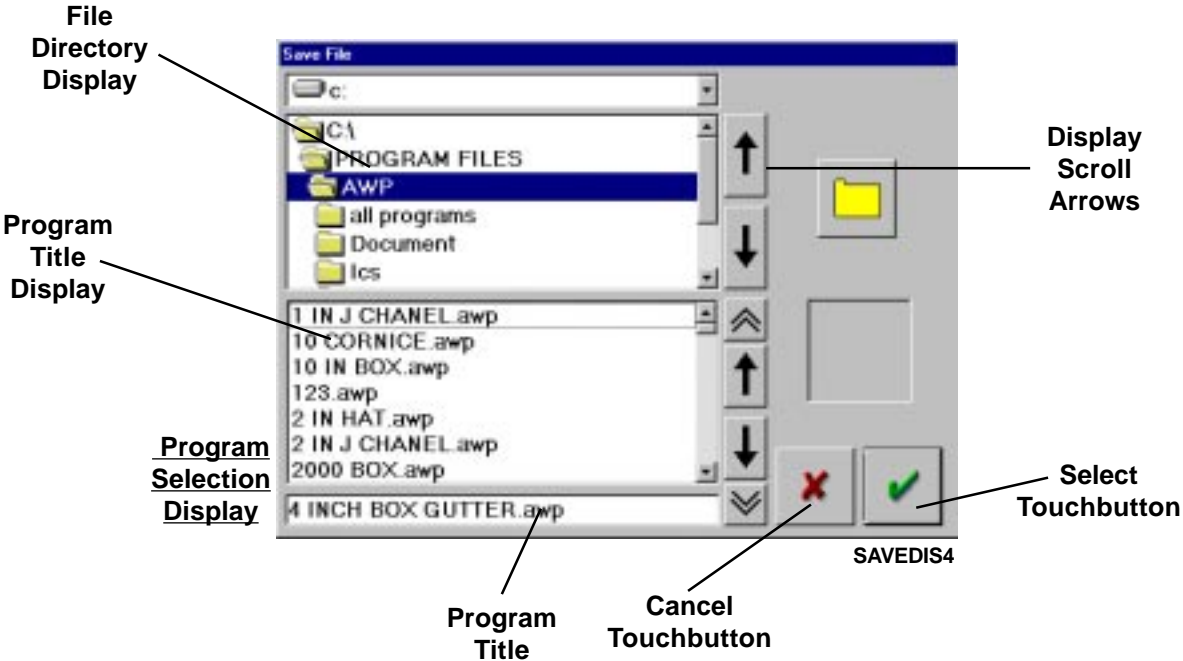 File
Directory
Display
Save File
c:
C:\
PROGRAM FILES
AWP
all programs
Document
Ics
Display
Scroll
Arrows
Program
Title
Display
1 IN J CHANEL.awp
10 CORNICE.awp
10 IN BOX.awp
123.awp
2 IN HAT.awp
2 IN J CHANEL.awp
2000 BOX.awp
Program
Selection
Display
4 INCH BOX GUTTER.awp
Select
Touchbutton
SAVEDIS4
Program
Title
Cancel
Touchbutton